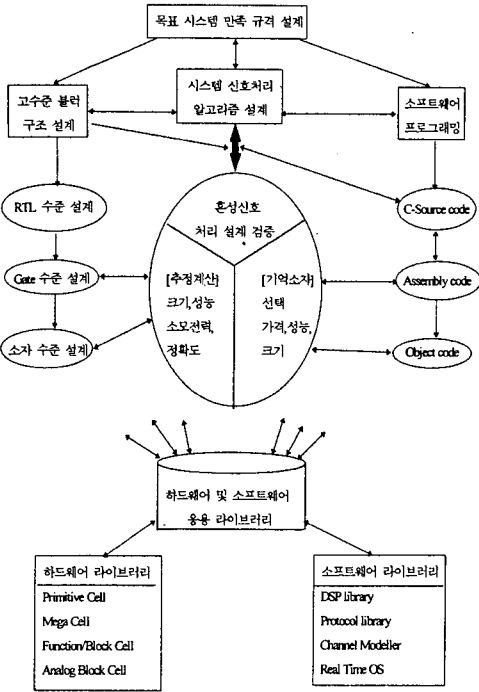 목표 시스템 만족 규격 설계
고수준 블럭
구조 설계
시스템 신호처리
알고리즘 설계
소프트웨어
프로그래밍
RTL 수준 설계
Gate 수준 설계
소자 수준 설계
혼성신호
처리 설계 검증
[추정계산]
크기,성능
소모전력,
정확도
[기억소자]
선택
가격,성능,
크기
C-Source code
Assembly code
Object code
하드웨어 및 소프트웨어
응용 라이브러리
하드웨어 라이브러리
Primitive Cell
Mega Cell
Function/Block Cell
Analog Block Cell
소프트웨어 라이브러리
DSP library
Protocol library
Channel Modeller
Real Time OS